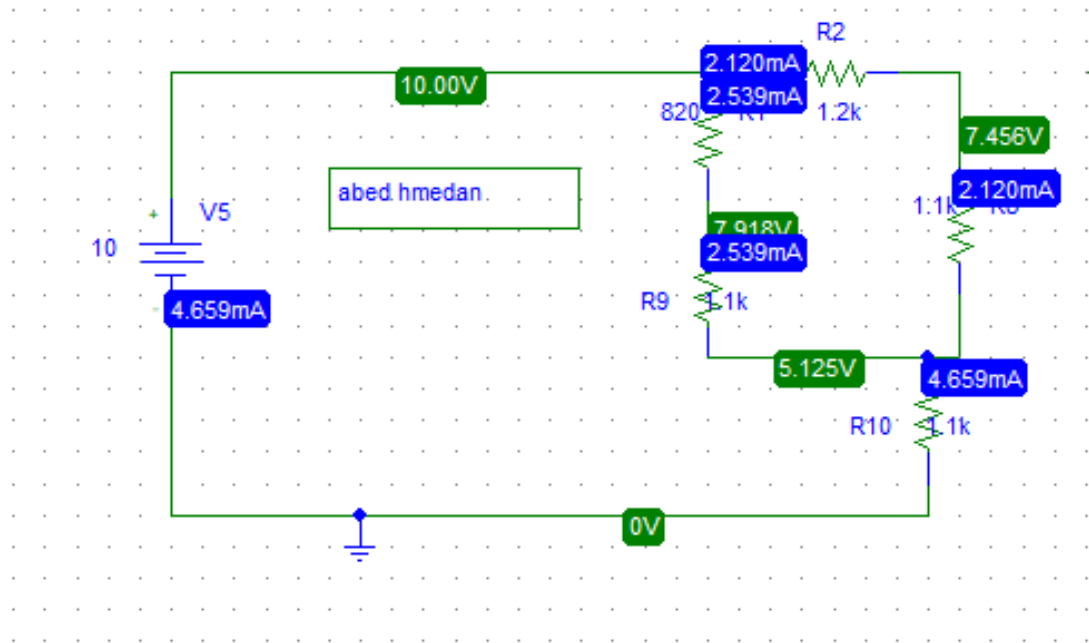 R2
2.120mA
10.00V
2.539mA
820
1.2k
7.456V
abed.hmedan
2.120mA
1.1k
V5
+
7.918V
10
2.539mA
R9
1.1k
4.659mA
5.125V
4.659mA
R10
1.1k
0V